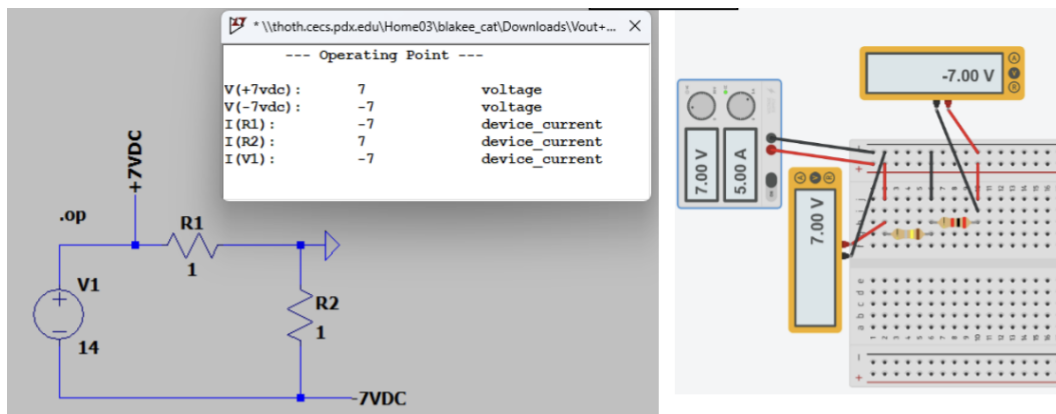 * \\thoth.cecs.pdx.edu\Home03\blakee_cat\Downloads\Vout+...
--- Operating Point ---
V(+7vdc): 7 voltage
V(-7vdc): -7 voltage
I(R1): -7 device_current
I(R2): 7 device_current
I(V1): -7 device_current
+7VDC
.op
R1
1
V1
14
R2
1
-7VDC
-7.00 V
A
V
R
7.00 V
5.00 A
7.00 V
A
V
R